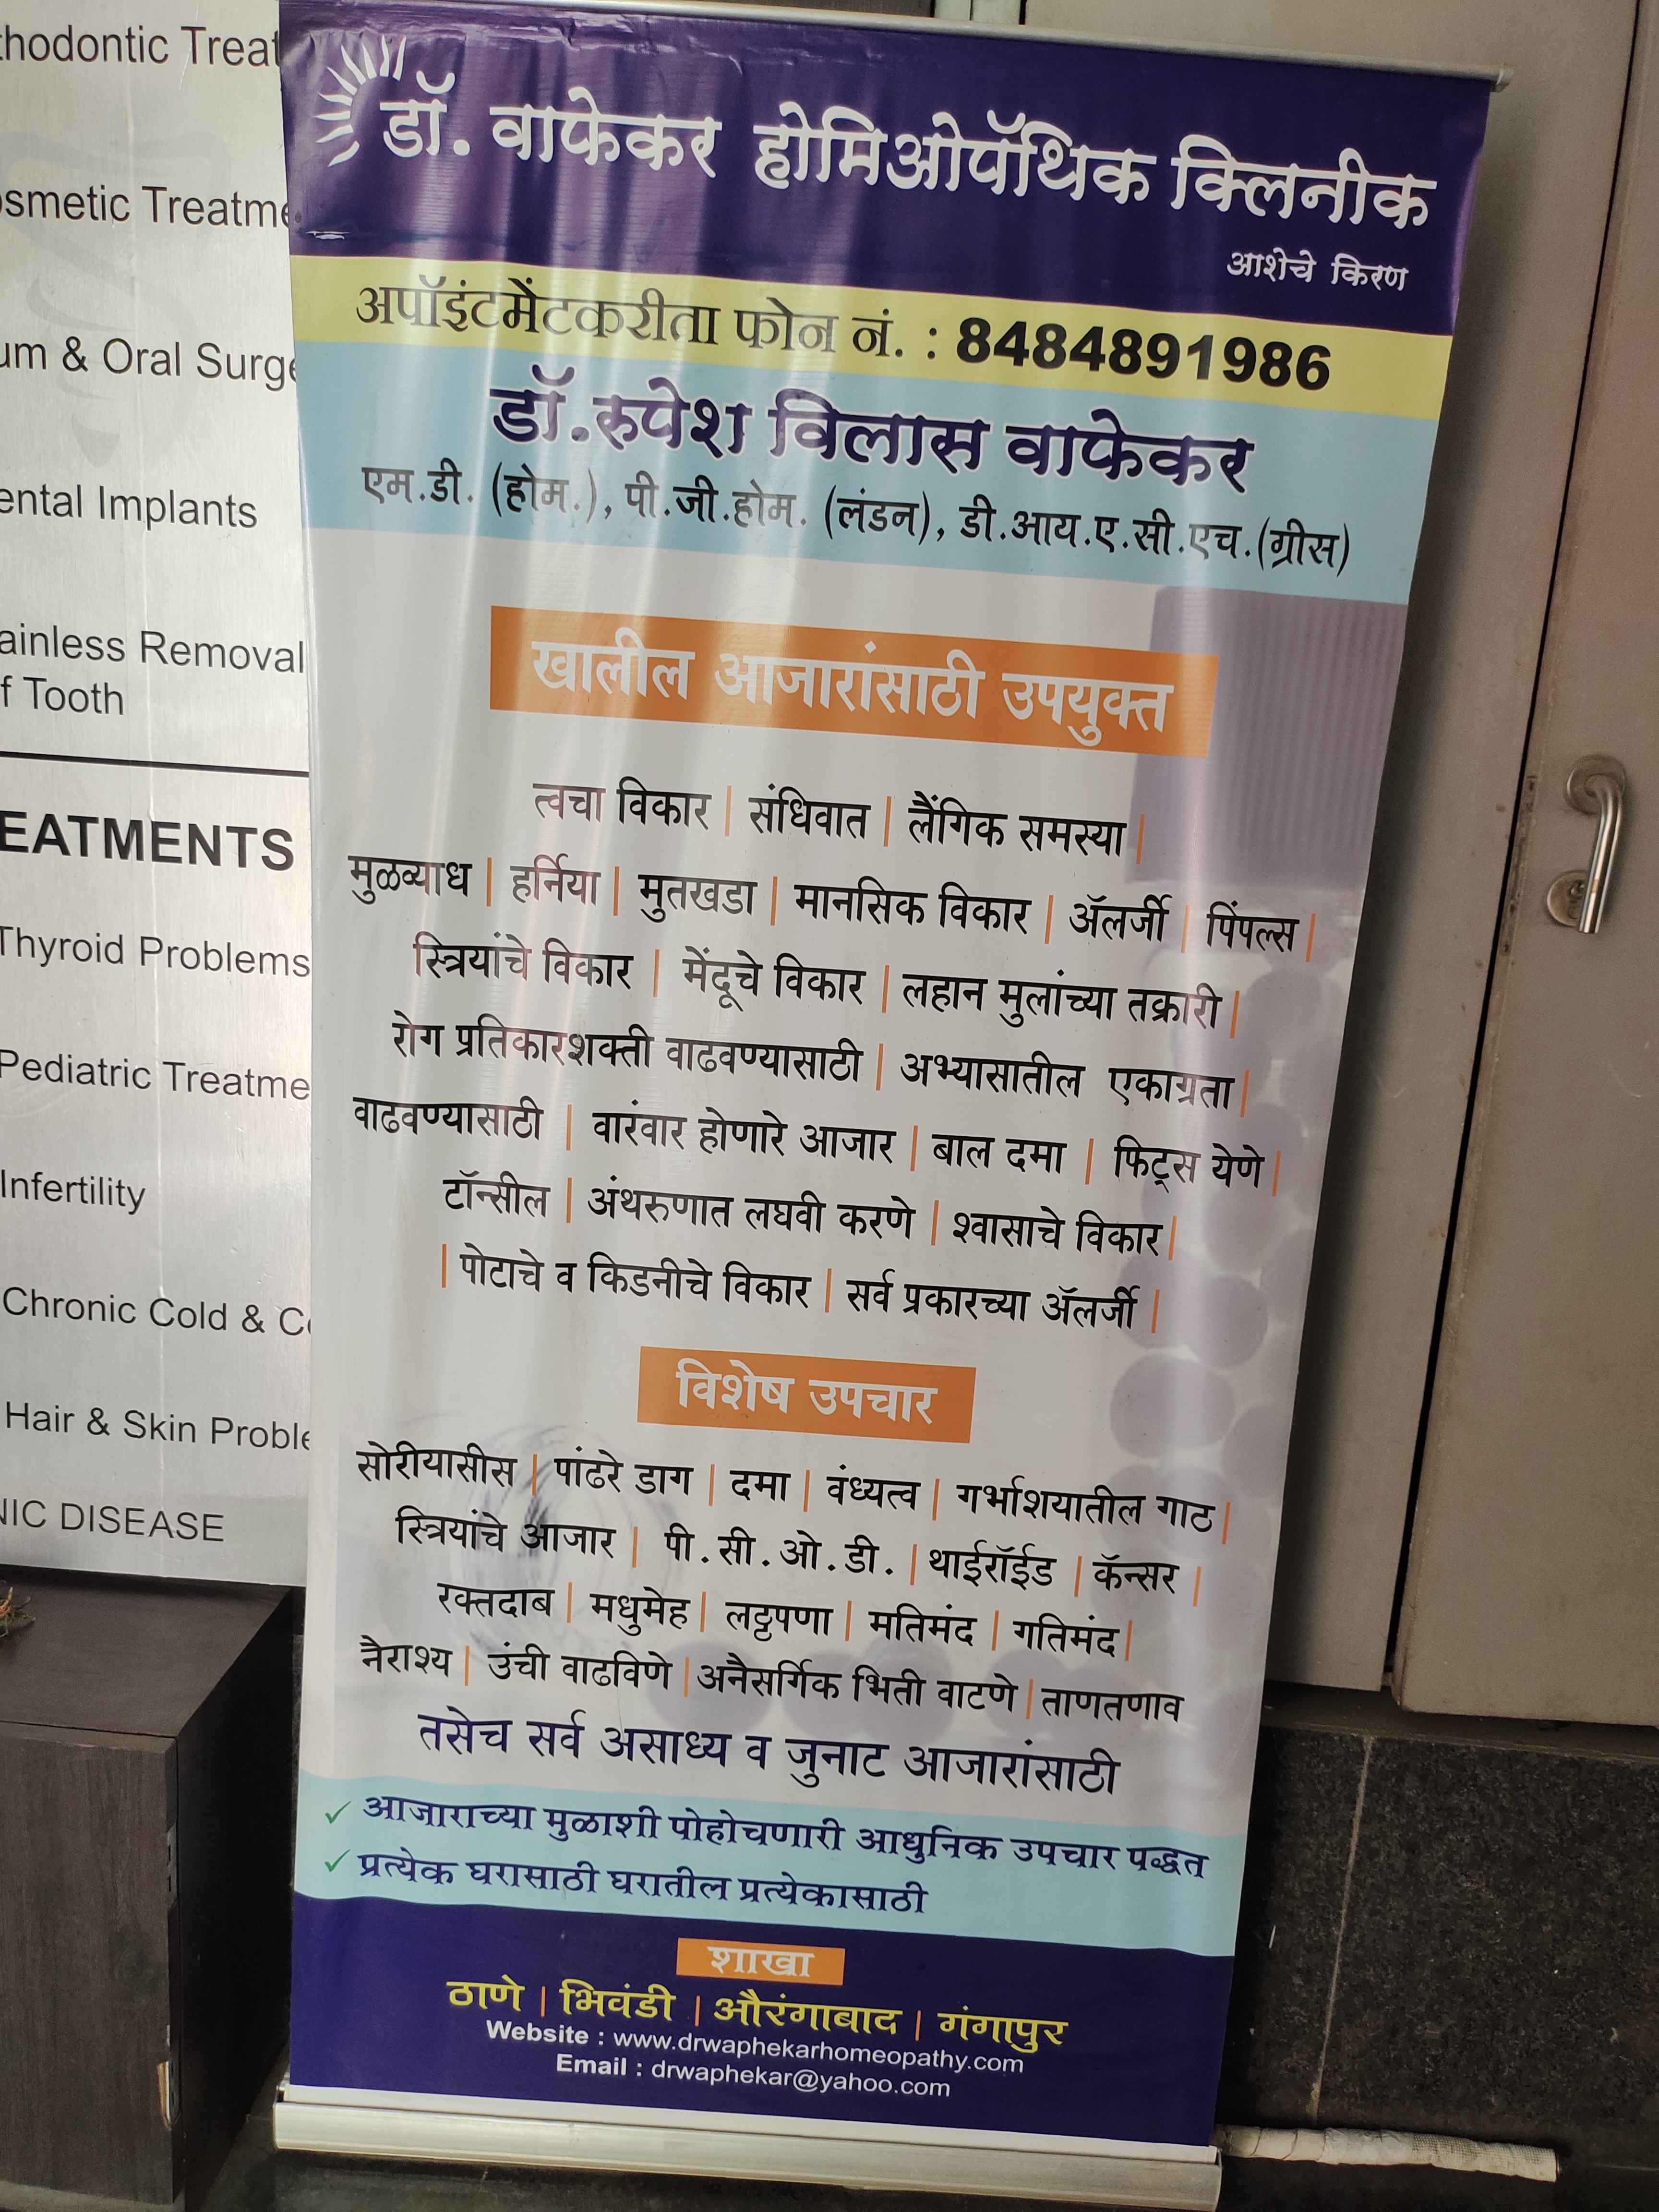 thodontic Treat
osmetic Treatme
um & Oral Surge
ental Implants
ainless Removal
f Tooth
EATMENTS
Thyroid Problems
Pediatric Treatme
Infertility
Chronic Cold & Co
Hair & Skin Proble
NIC DISEASE
डॉ. वाफेकर होमिओपॅथिक क्लिनीक
आशेचे किरण
अपॉइंटमेंटकरीता फोन नं. : 8484891986
डॉ.रुपेश विलास वाफेकर
एम.डी. (होम.), पी.जी.होम. (लंडन), डी.आय.ए.सी.एच.(ग्रीस)
खालील आजारांसाठी उपयुक्त
त्वचा विकार | संधिवात | लैंगिक समस्या |
मुळव्याध | हर्निया | मुतखडा | मानसिक विकार | ॲलर्जी | पिंपल्स |
स्त्रियांचे विकार | मेंदूचे विकार | लहान मुलांच्या तक्रारी |
रोग प्रतिकारशक्ती वाढवण्यासाठी | अभ्यासातील एकाग्रता |
वाढवण्यासाठी | वारंवार होणारे आजार | बाल दमा | फिट्स येणे |
टॉन्सील | अंथरुणात लघवी करणे | श्वासाचे विकार |
| पोटाचे व किडनीचे विकार | सर्व प्रकारच्या ॲलर्जी |
विशेष उपचार
सोरीयासीस | पांढरे डाग | दमा | वंध्यत्व | गर्भाशयातील गाठ |
स्त्रियांचे आजार | पी.सी.ओ.डी. | थाईरॉईड | कॅन्सर |
रक्तदाब | मधुमेह | लठ्ठपणा | मतिमंद | गतिमंद |
नैराश्य | उंची वाढविणे | अनैसर्गिक भिती वाटणे | ताणतणाव
तसेच सर्व असाध्य व जुनाट आजारांसाठी
✓ आजाराच्या मुळाशी पोहोचणारी आधुनिक उपचार पद्धत
✓ प्रत्येक घरासाठी घरातील प्रत्येकासाठी
शाखा
ठाणे | भिवंडी | औरंगाबाद | गंगापुर
Website : www.drwaphekarhomeopathy.com
Email : drwaphekar@yahoo.com